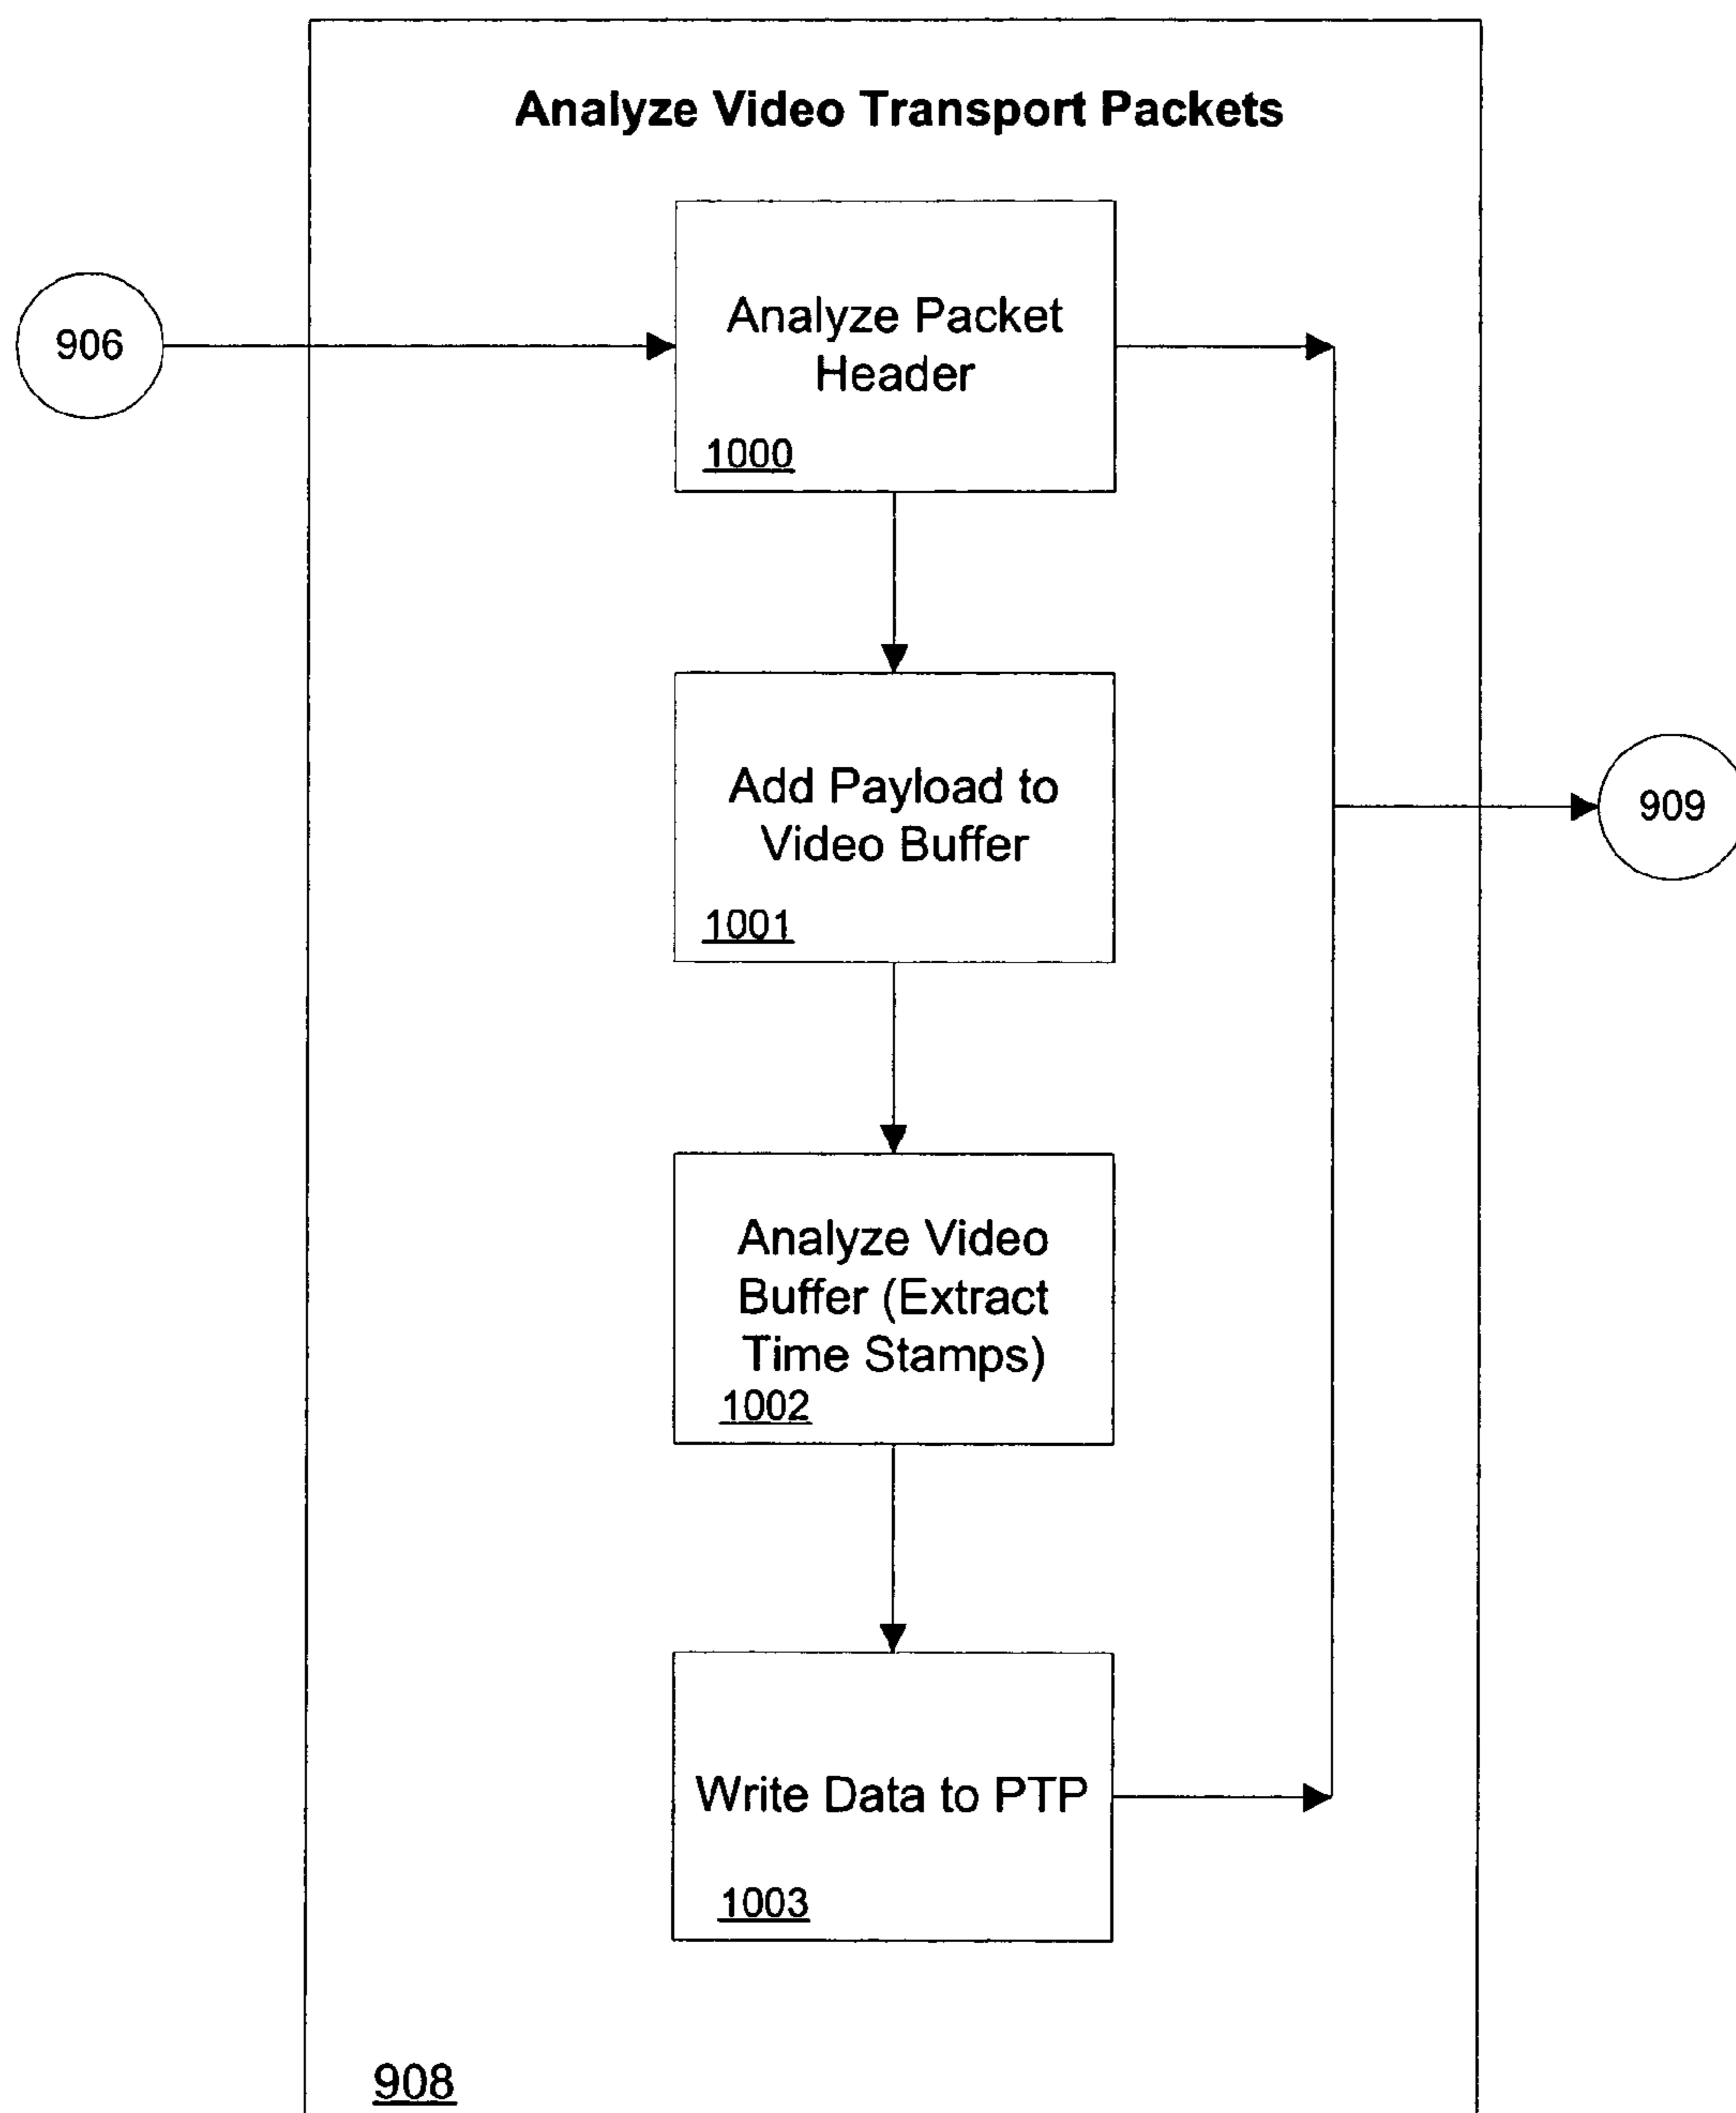 Analyze Video Transport Packets
906
Analyze Packet
Header
1000
Add Payload to
Video Buffer
1001
909
Analyze Video
Buffer (Extract
Time Stamps)
1002
Write Data to PTP
1003
908